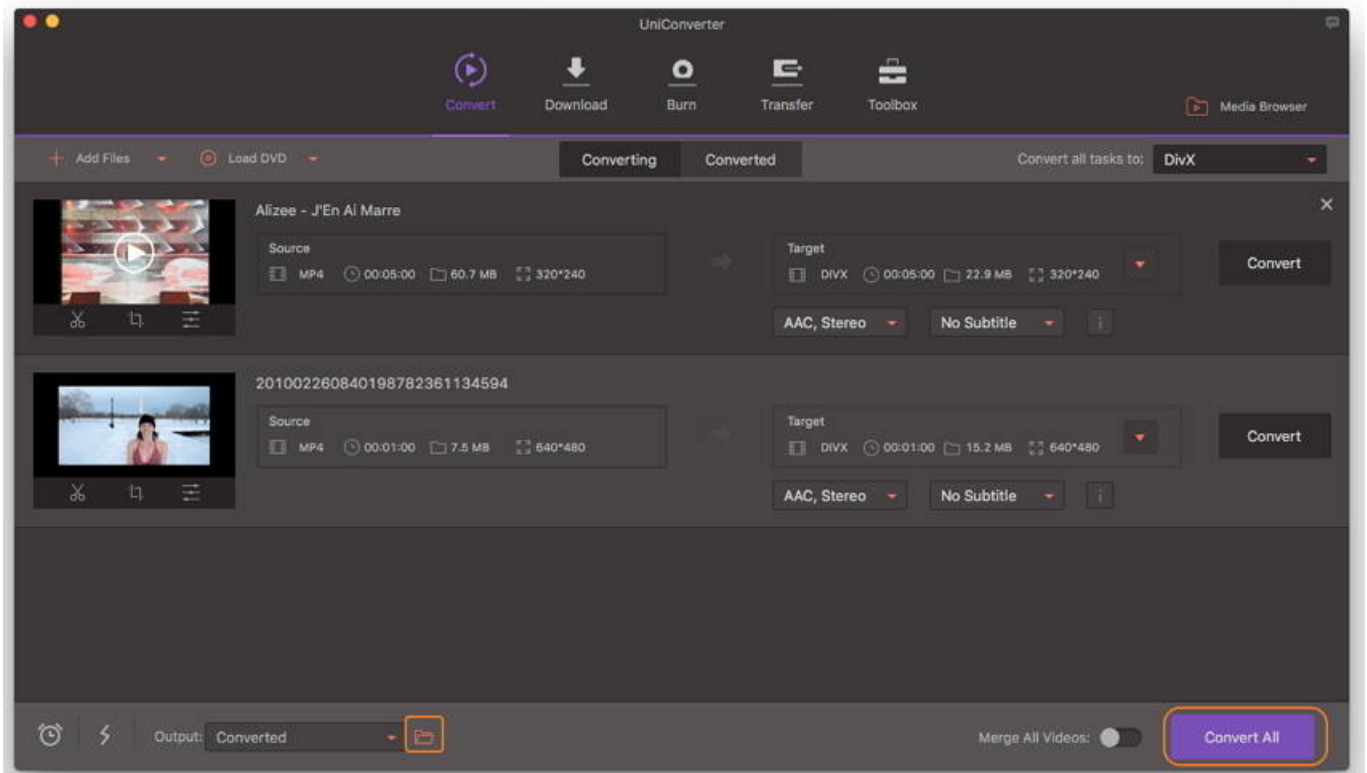 UniConverter
Convert Download Burn Transfer Toolbox
Media Browser
Add Files Load DVD Converting Converted Convert all tasks to: DivX
Alizee - J'En Ai Marre
Source Target
MP4 00:05:00 60.7 MB 320*240 DIVX 00:05:00 22.9 MB 320*240 Convert
AAC, Stereo No Subtitle
201002260840198782361134594
Source Target
MP4 00:01:00 7.5 MB 640*480 DIVX 00:01:00 15.2 MB 640*480 Convert
AAC, Stereo No Subtitle
Output: Converted Merge All Videos: Convert All